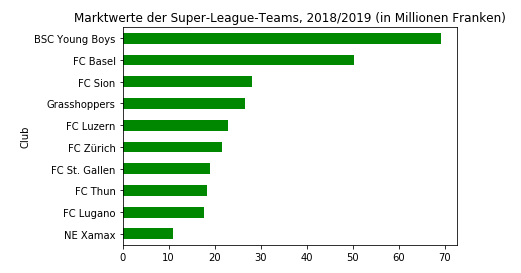 Marktwerte der Super-League-Teams, 2018/2019 (in Millionen Franken)
BSC Young Boys
FC Basel
FC Sion
Grasshoppers
FC Luzern
FC Zürich
FC St. Gallen
FC Thun
FC Lugano
NE Xamax
Club
0 10 20 30 40 50 60 70